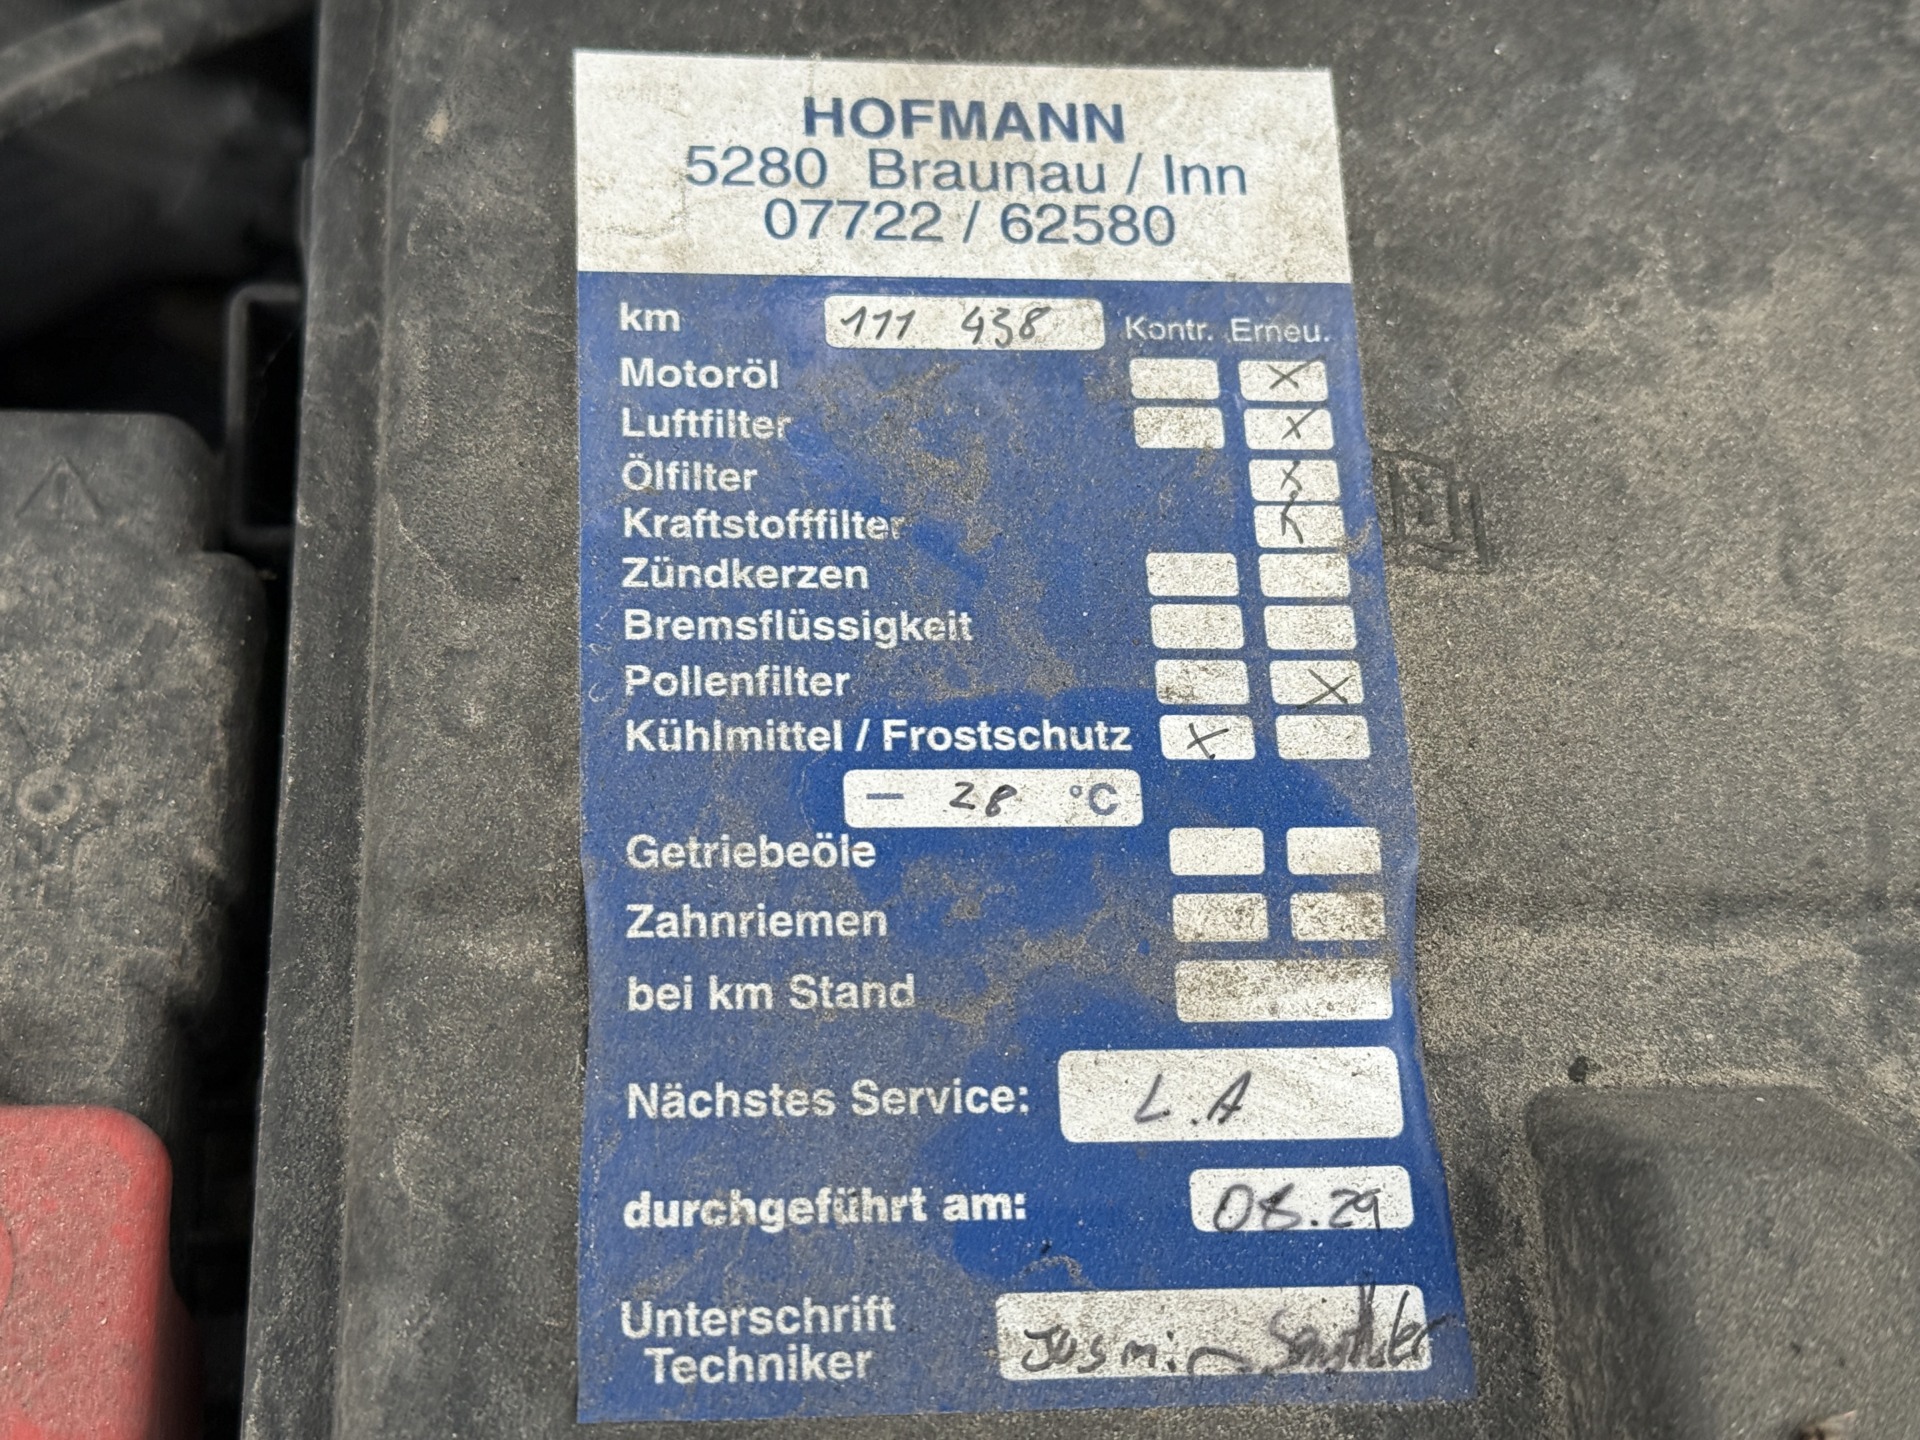 HOFMANN
5280 Braunau / Inn
07722 / 62580
km 111 438 Kontr. Erneu.
Motoröl X
Luftfilter X
Ölfilter X
Kraftstofffilter X
Zündkerzen
Bremsflüssigkeit
Pollenfilter X
Kühlmittel / Frostschutz X
– 28 °C
Getriebeöle
Zahnriemen
bei km Stand
Nächstes Service: L.A
durchgeführt am: 08.29
Unterschrift
Techniker